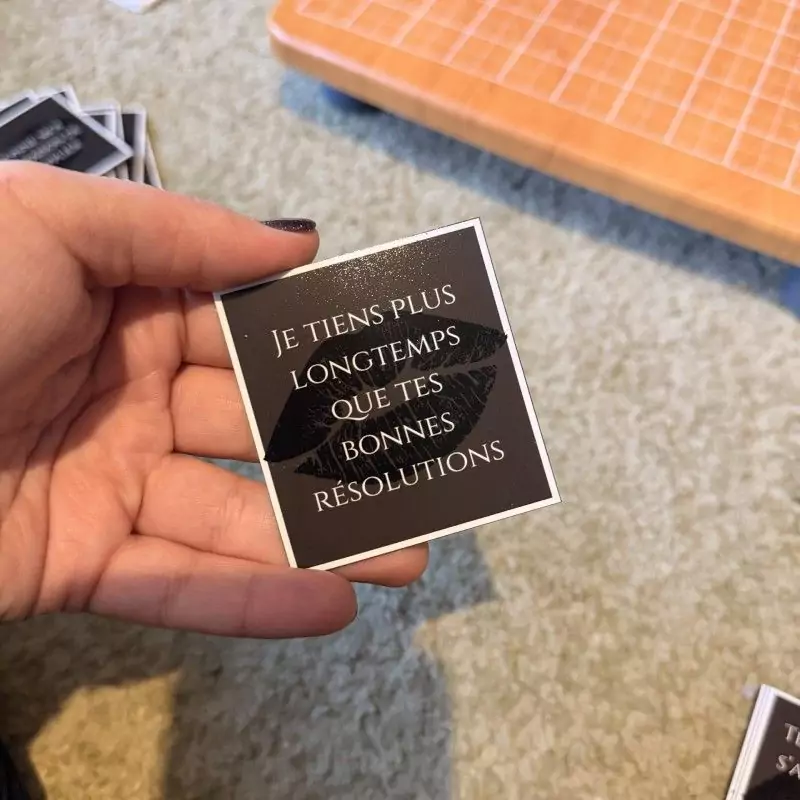 Je tiens plus
longtemps
que tes
bonnes
résolutions